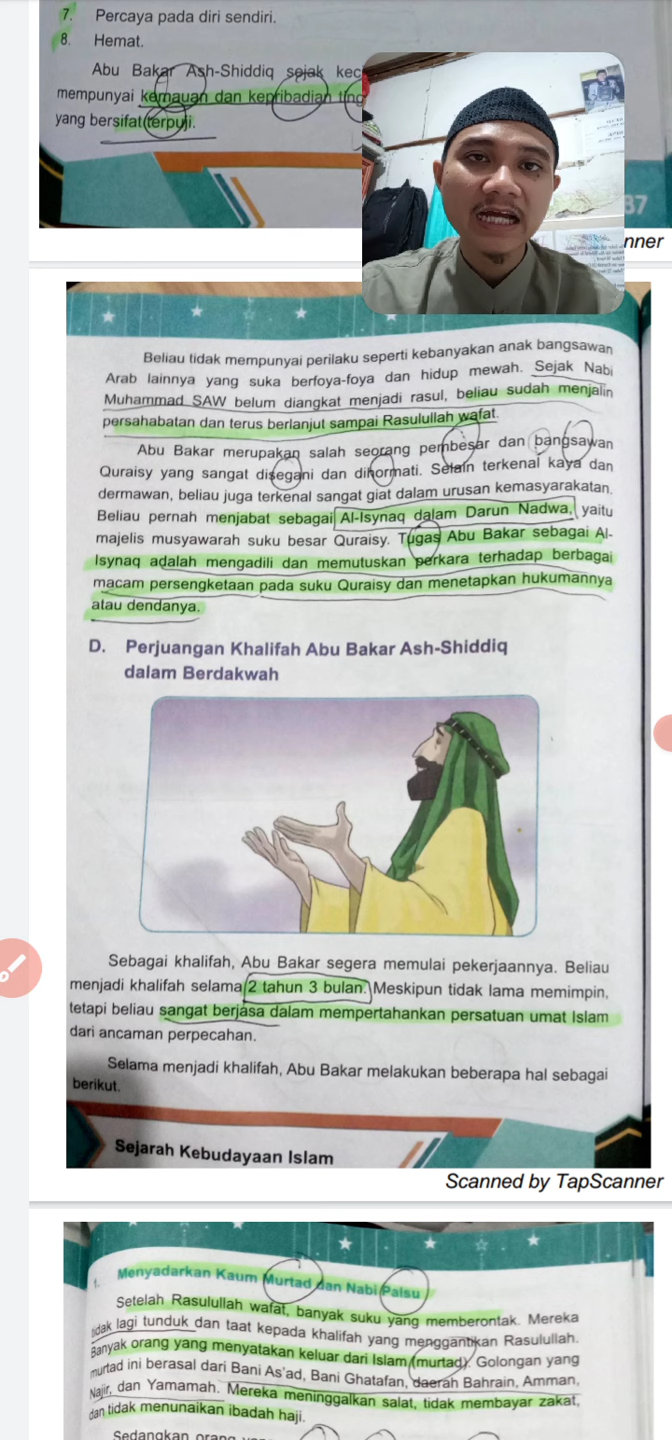 7. Percaya pada diri sendiri.
8. Hemat.
Abu Bakar Ash-Shiddiq sejak kec
mempunyai kemauan dan kepribadian ting
yang bersifat terpuji.
37
nner
Beliau tidak mempunyai perilaku seperti kebanyakan anak bangsawan
Arab lainnya yang suka berfoya-foya dan hidup mewah. Sejak Nabi
Muhammad SAW belum diangkat menjadi rasul, beliau sudah menjalin
persahabatan dan terus berlanjut sampai Rasulullah wafat.
Abu Bakar merupakan salah seorang pembesar dan bangsawan
Quraisy yang sangat disegani dan dihormati. Selain terkenal kaya dan
dermawan, beliau juga terkenal sangat giat dalam urusan kemasyarakatan.
Beliau pernah menjabat sebagai Al-Isynaq dalam Darun Nadwa, yaitu
majelis musyawarah suku besar Quraisy. Tugas Abu Bakar sebagai Al-
Isynaq adalah mengadili dan memutuskan perkara terhadap berbagai
macam persengketaan pada suku Quraisy dan menetapkan hukumannya
atau dendanya.
D. Perjuangan Khalifah Abu Bakar Ash-Shiddiq
dalam Berdakwah
Sebagai khalifah, Abu Bakar segera memulai pekerjaannya. Beliau
menjadi khalifah selama 2 tahun 3 bulan. Meskipun tidak lama memimpin,
tetapi beliau sangat berjasa dalam mempertahankan persatuan umat Islam
dari ancaman perpecahan.
Selama menjadi khalifah, Abu Bakar melakukan beberapa hal sebagai
berikut.
Sejarah Kebudayaan Islam
Scanned by TapScanner
1. Menyadarkan Kaum Murtad dan Nabi Palsu
Setelah Rasulullah wafat, banyak suku yang memberontak. Mereka
tidak lagi tunduk dan taat kepada khalifah yang menggantikan Rasulullah.
Banyak orang yang menyatakan keluar dari Islam (murtad). Golongan yang
murtad ini berasal dari Bani As'ad, Bani Ghatafan, daerah Bahrain, Amman,
Najir, dan Yamamah. Mereka meninggalkan salat, tidak membayar zakat,
dan tidak menunaikan ibadah haji.
Sedangkan orang